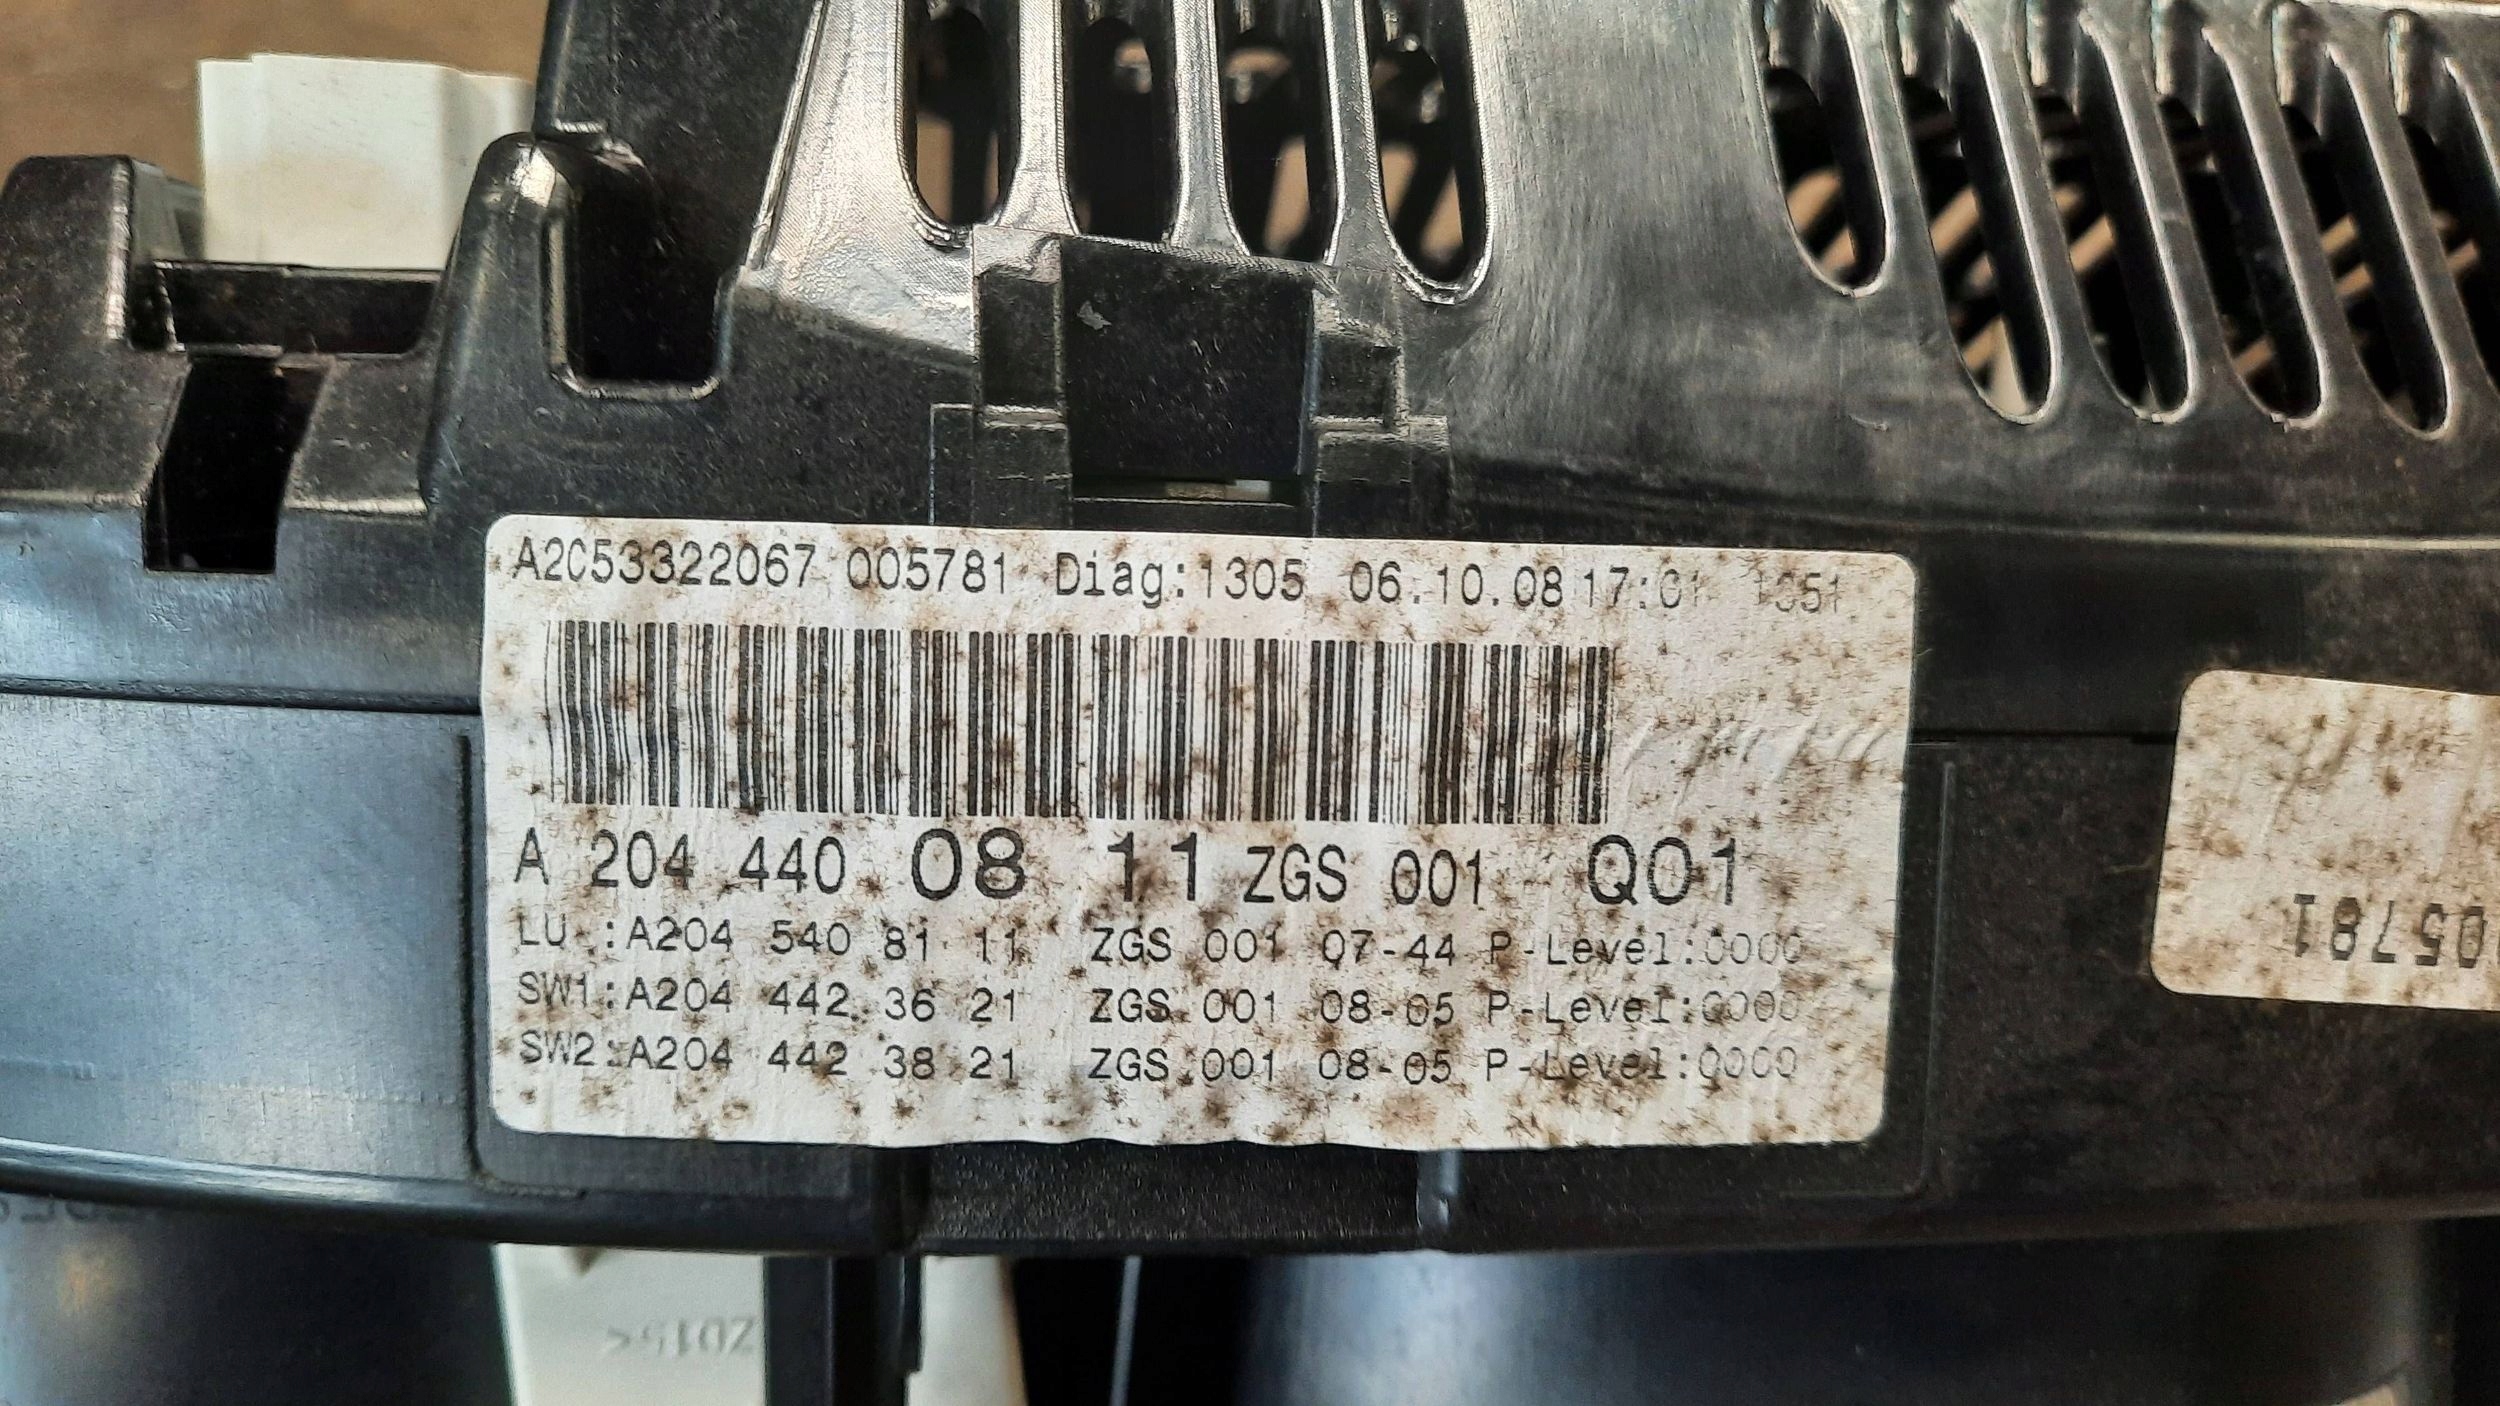 A2C53322067 005781 Diag:1305 06.10.08 17:01 1351
A 204 440 08 11 ZGS 001 Q01
LU :A204 540 81 11 ZGS 001 07-44 P-Level:0000
SW1:A204 442 36 21 ZGS 001 08-05 P-Level:0000
SW2:A204 442 38 21 ZGS 001 08-05 P-Level:0000
005781